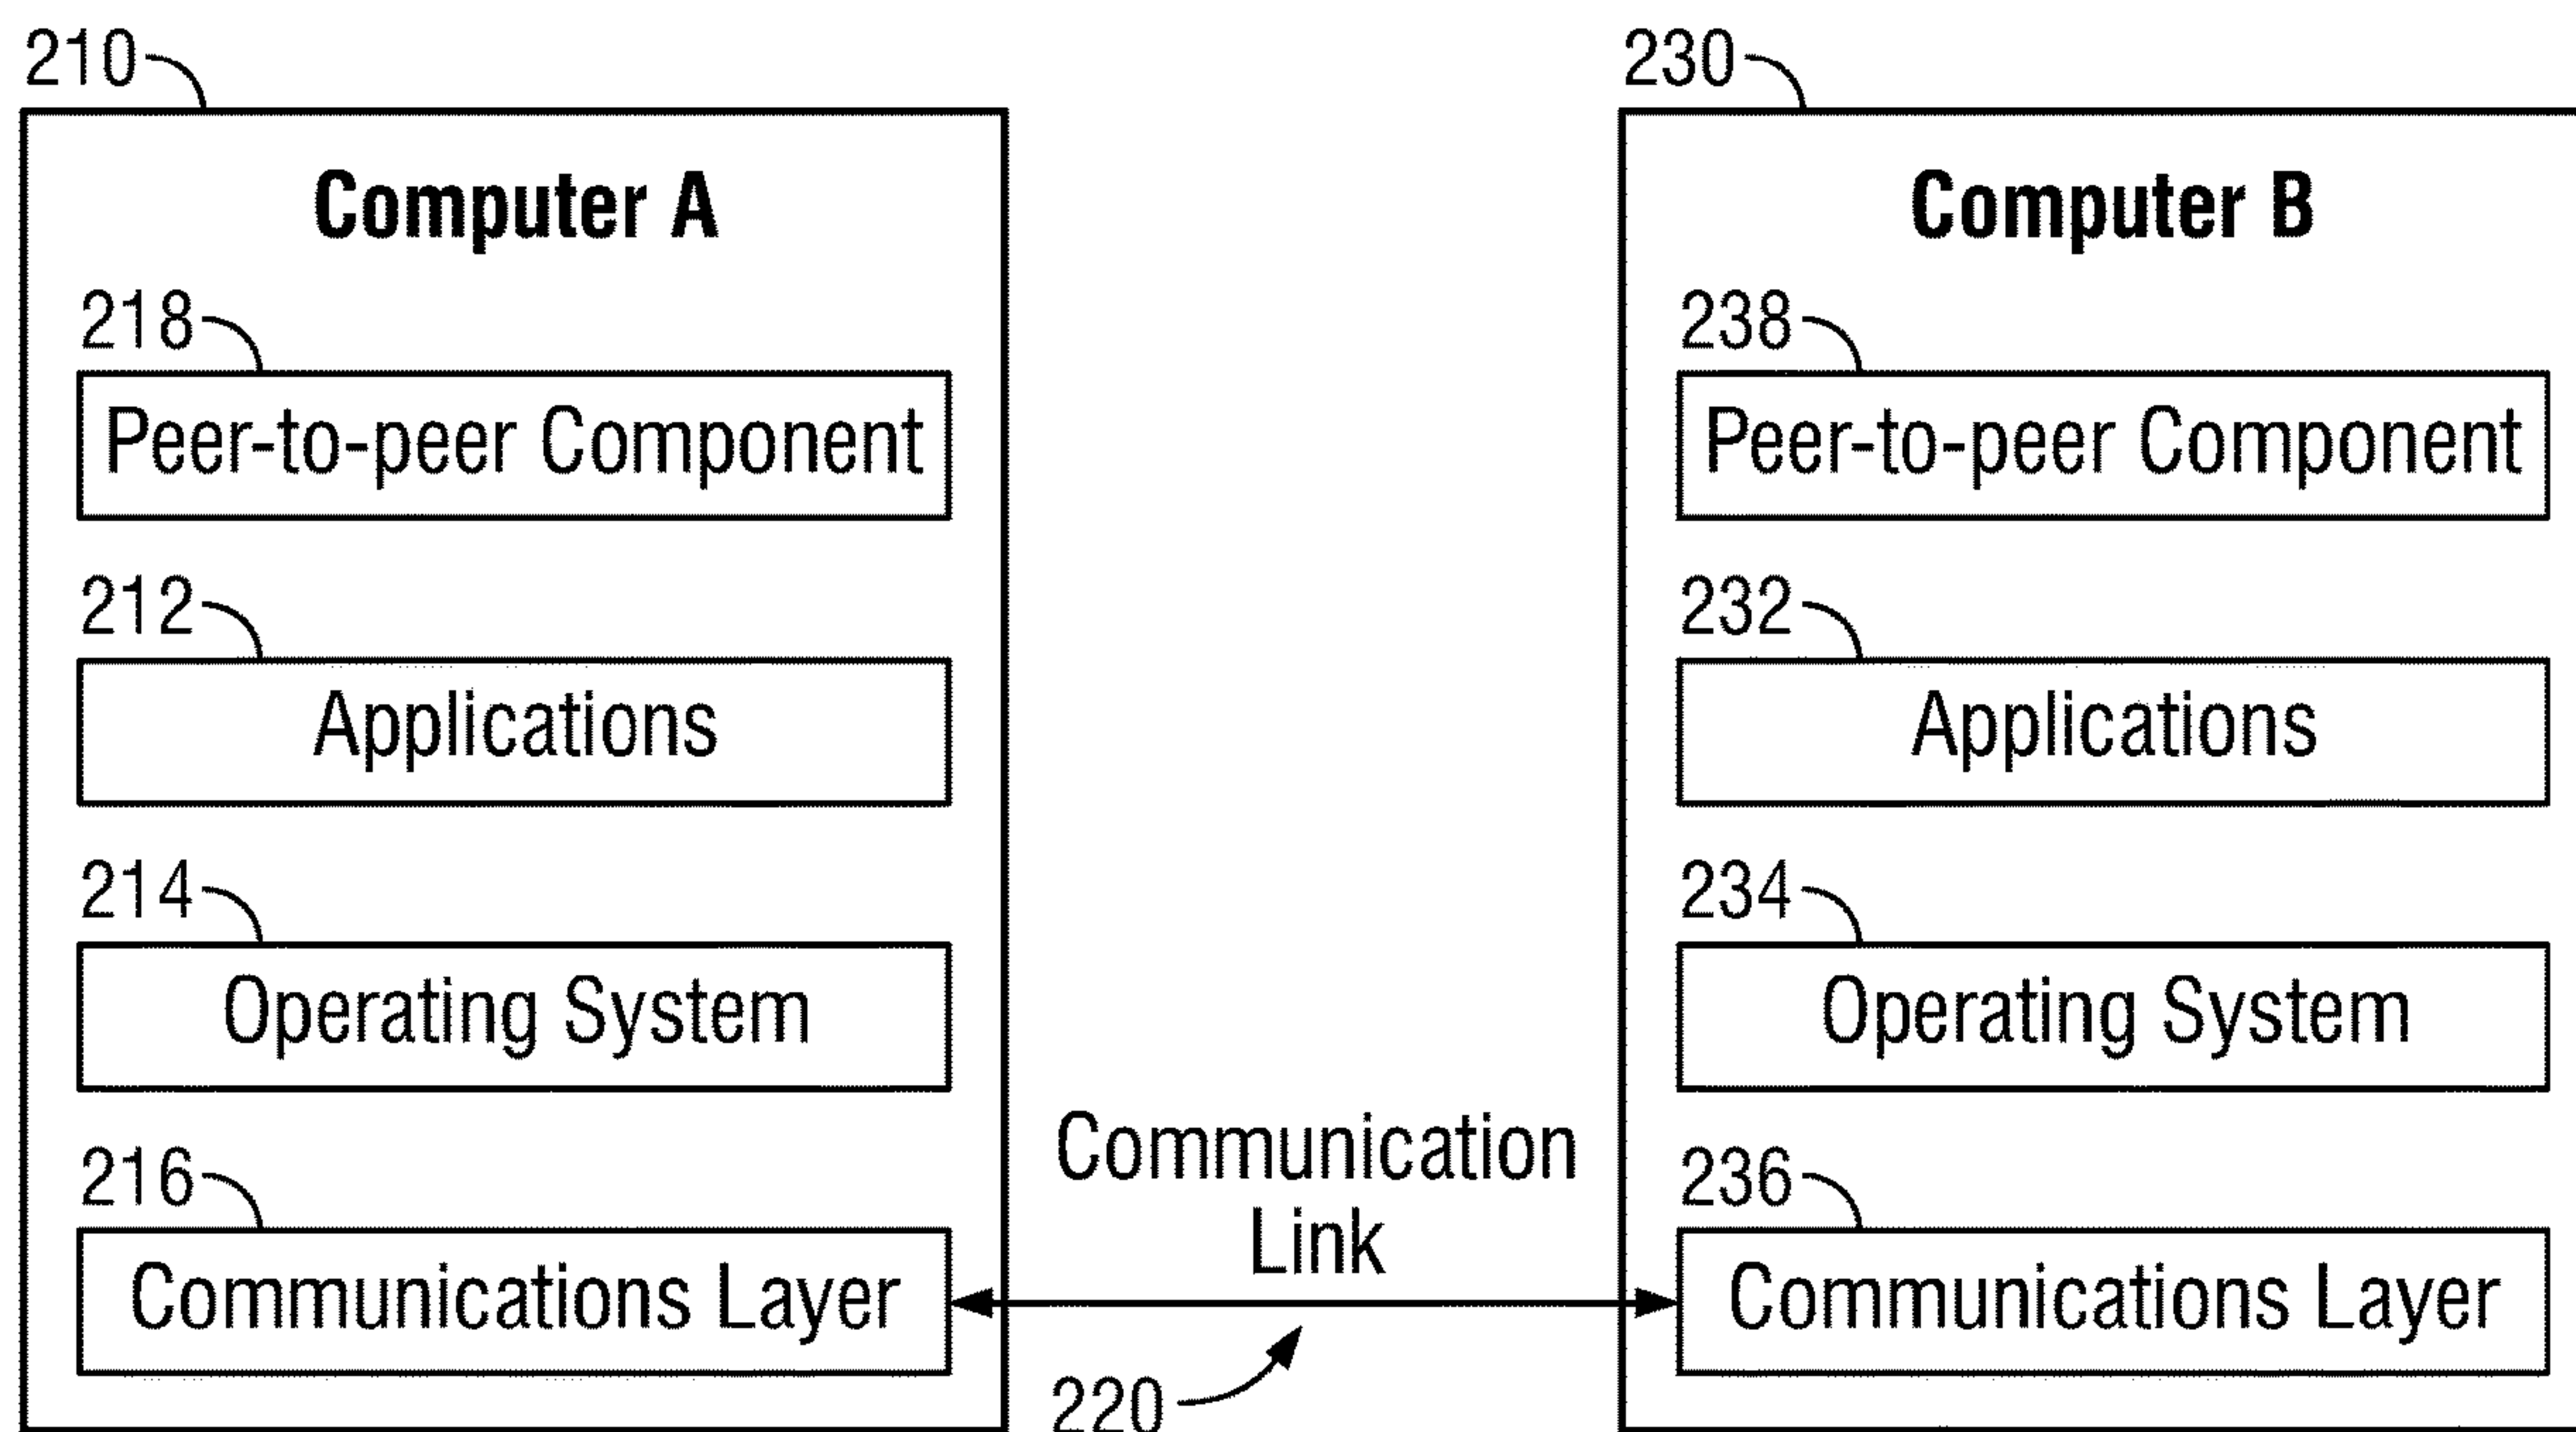 210
Computer A
218
Peer-to-peer Component
212
Applications
214
Operating System
216
Communications Layer
Communication
Link
220
230
Computer B
238
Peer-to-peer Component
232
Applications
234
Operating System
236
Communications Layer